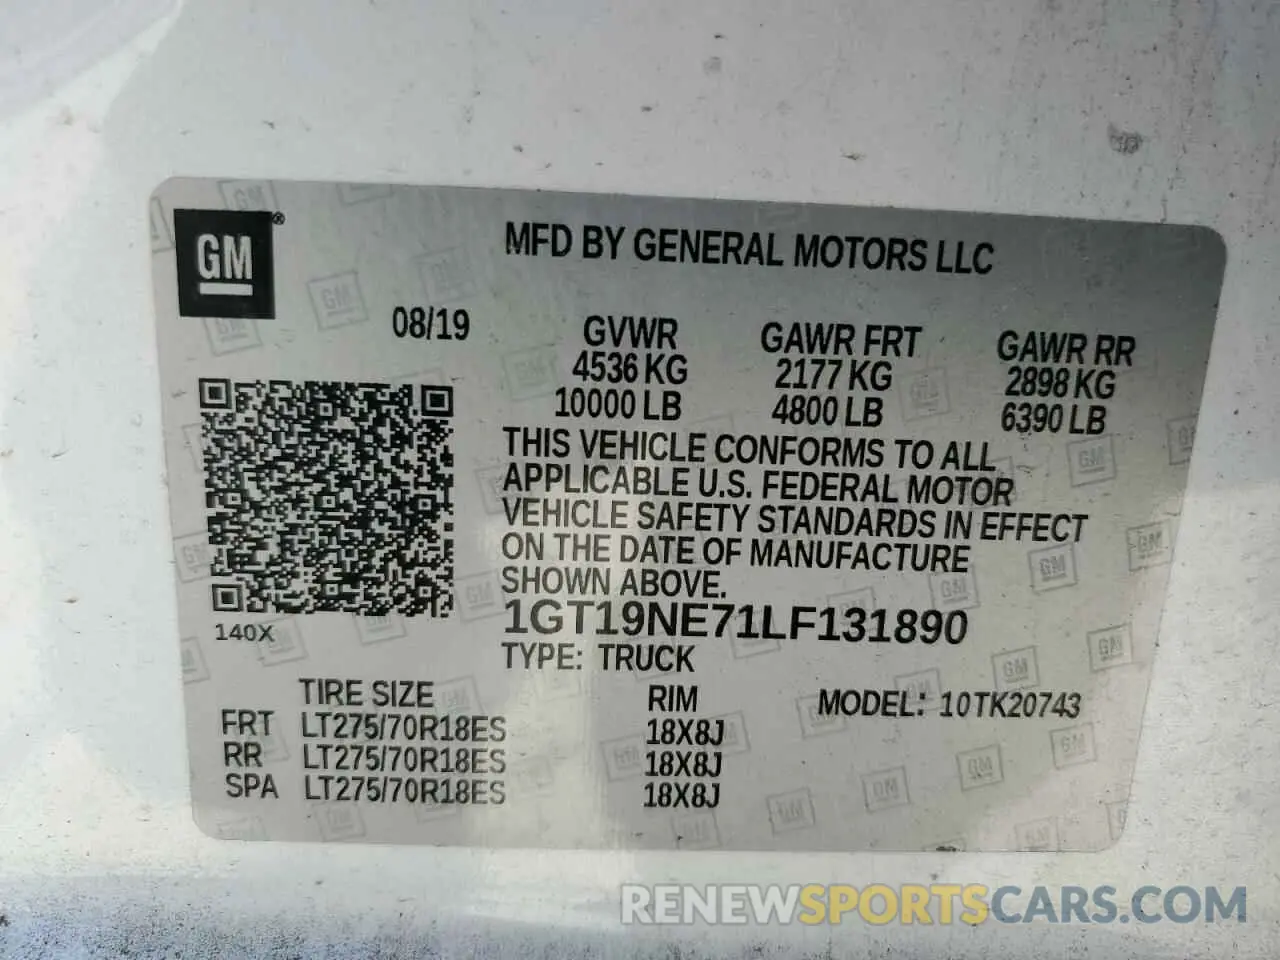 GM®
MFD BY GENERAL MOTORS LLC
08/19
GVWR GAWR FRT GAWR RR
4536 KG 2177 KG 2898 KG
10000 LB 4800 LB 6390 LB
THIS VEHICLE CONFORMS TO ALL
APPLICABLE U.S. FEDERAL MOTOR
VEHICLE SAFETY STANDARDS IN EFFECT
ON THE DATE OF MANUFACTURE
SHOWN ABOVE.
1GT19NE71LF131890
140X
TYPE: TRUCK
TIRE SIZE RIM MODEL: 10TK20743
FRT LT275/70R18ES 18X8J
RR LT275/70R18ES 18X8J
SPA LT275/70R18ES 18X8J
RENEWSPORTSCARS.COM